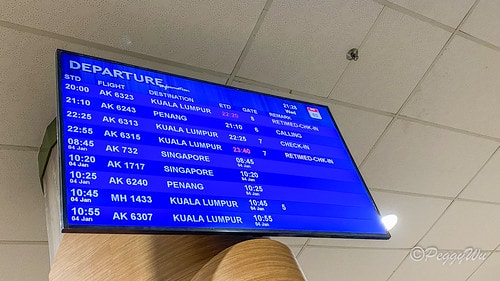 DEPARTURE Information
21:28
Wed
STD FLIGHT DESTINATION ETD GATE REMARK
20:00 AK 6323 KUALA LUMPUR 22:20 5 RETIMED-CHK-IN
21:10 AK 6243 PENANG 21:10 6 CALLING
22:25 AK 6313 KUALA LUMPUR 22:25 7 CHECK-IN
22:55 AK 6315 KUALA LUMPUR 23:40 7 RETIMED-CHK-IN
08:45 AK 732 SINGAPORE 08:45
04 Jan 04 Jan
10:20 AK 1717 SINGAPORE 10:20
04 Jan 04 Jan
10:25 AK 6240 PENANG 10:25
04 Jan 04 Jan
10:45 MH 1433 KUALA LUMPUR 10:45 5
04 Jan 04 Jan
10:55 AK 6307 KUALA LUMPUR 10:55
04 Jan 04 Jan
©PeggyWu